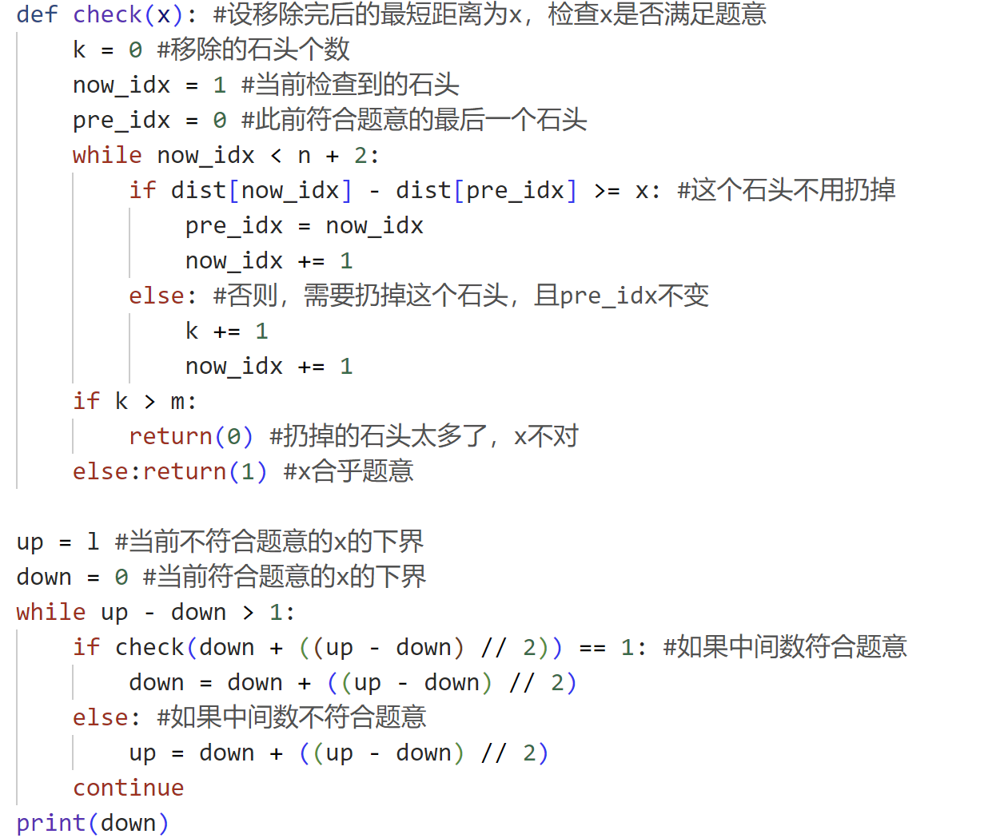 def check(x): #设移除完后的最短距离为x，检查x是否满足题意
    k = 0 #移除的石头个数
    now_idx = 1 #当前检查到的石头
    pre_idx = 0 #此前符合题意的最后一个石头
    while now_idx < n + 2:
        if dist[now_idx] - dist[pre_idx] >= x: #这个石头不用扔掉
            pre_idx = now_idx
            now_idx += 1
        else: #否则，需要扔掉这个石头，且pre_idx不变
            k += 1
            now_idx += 1
    if k > m:
        return(0) #扔掉的石头太多了，x不对
    else:return(1) #x合乎题意

up = l #当前不符合题意的x的下界
down = 0 #当前符合题意的x的下界
while up - down > 1:
    if check(down + ((up - down) // 2)) == 1: #如果中间数符合题意
        down = down + ((up - down) // 2)
    else: #如果中间数不符合题意
        up = down + ((up - down) // 2)
    continue
print(down)